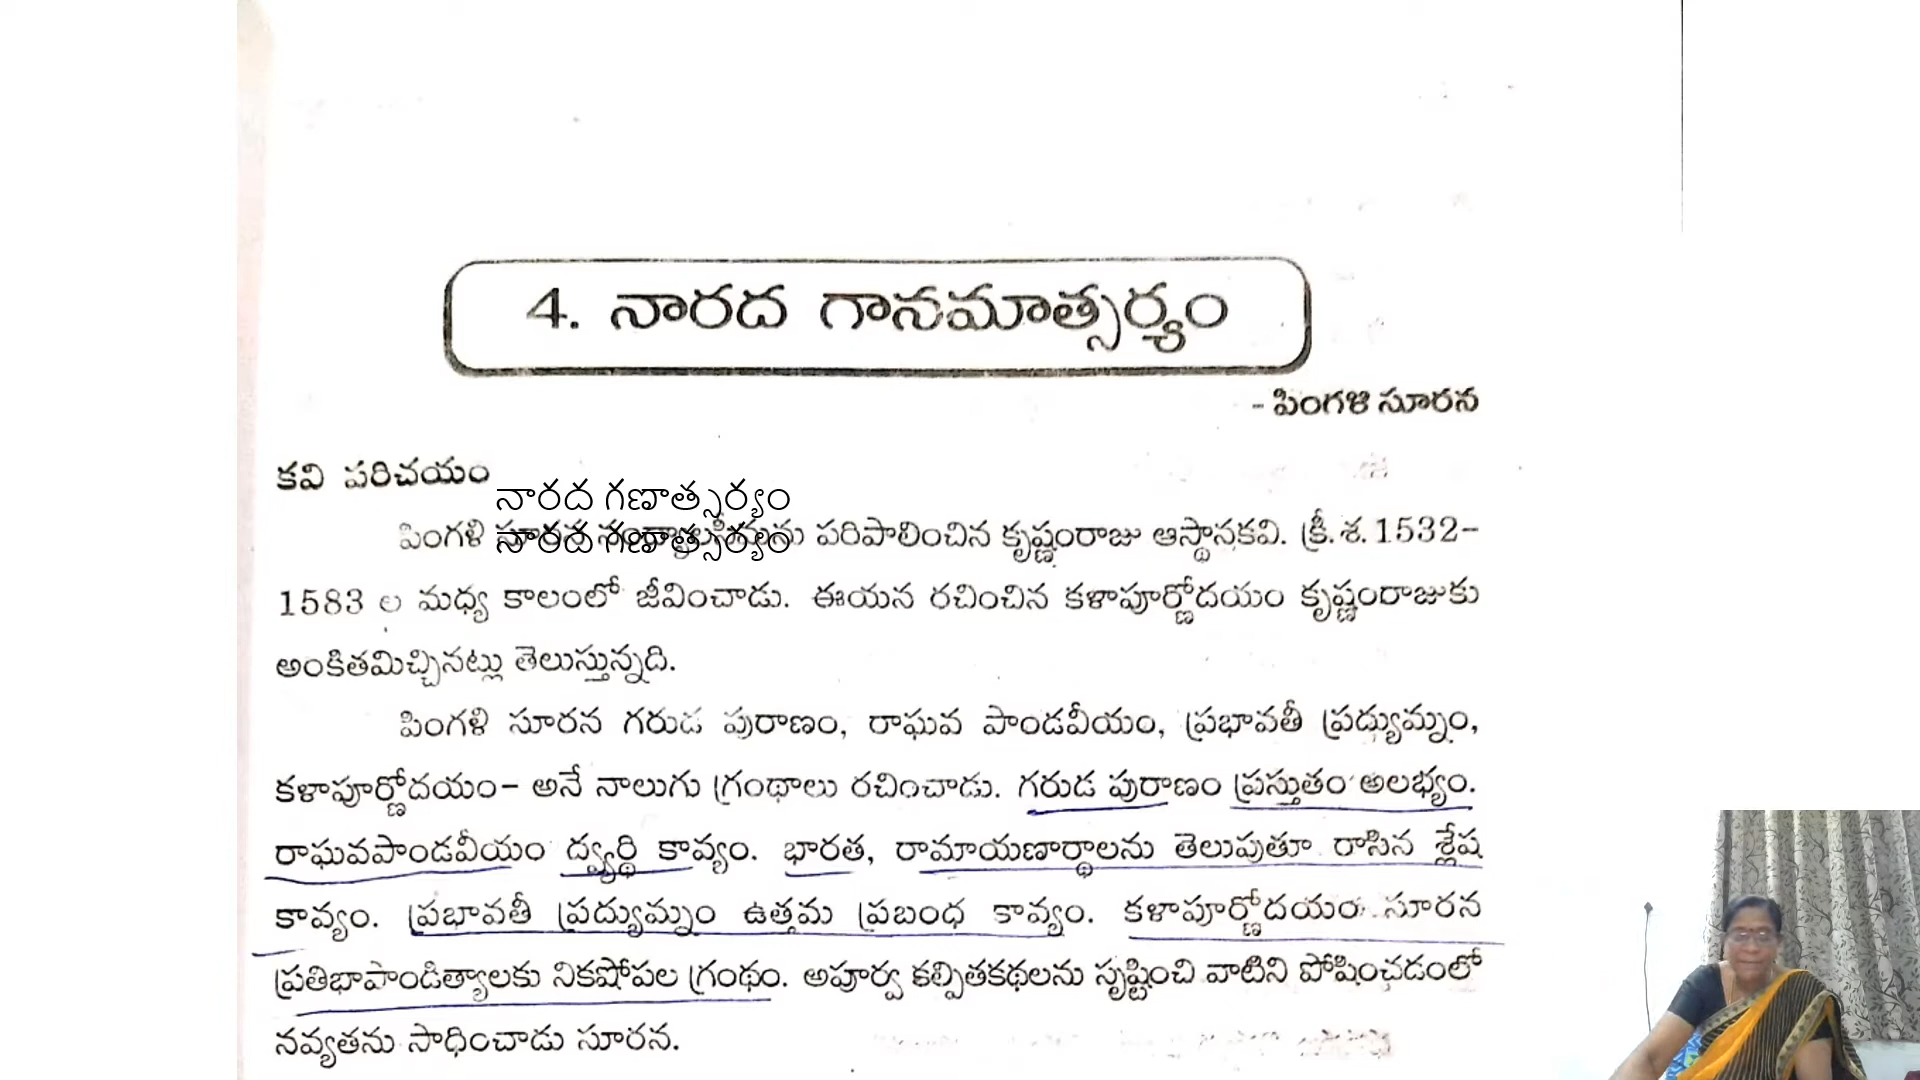 4. నారద గానమాత్సర్యం
- పింగళి సూరన
కవి పరిచయం
నారద గణాత్సర్యం
నారద గణాత్సర్యం
పింగళి పరిపాలించిన కృష్ణంరాజు ఆస్థానకవి. క్రీ.శ.1532-
1583 ల మధ్య కాలంలో జీవించాడు. ఈయన రచించిన కళాపూర్ణోదయం కృష్ణంరాజుకు
అంకితమిచ్చినట్లు తెలుస్తున్నది.
పింగళి సూరన గరుడ పురాణం, రాఘవ పాండవీయం, ప్రభావతీ ప్రద్యుమ్నం,
కళాపూర్ణోదయం- అనే నాలుగు గ్రంథాలు రచించాడు. గరుడ పురాణం ప్రస్తుతం అలభ్యం.
రాఘవపాండవీయం ద్వ్యర్థి కావ్యం. భారత, రామాయణార్థాలను తెలుపుతూ రాసిన శ్లేష
కావ్యం. ప్రభావతీ ప్రద్యుమ్నం ఉత్తమ ప్రబంధ కావ్యం. కళాపూర్ణోదయం సూరన
ప్రతిభాపాండిత్యాలకు నికషోపల గ్రంథం. అపూర్వ కల్పితకథలను సృష్టించి వాటిని పోషించడంలో
నవ్యతను సాధించాడు సూరన.